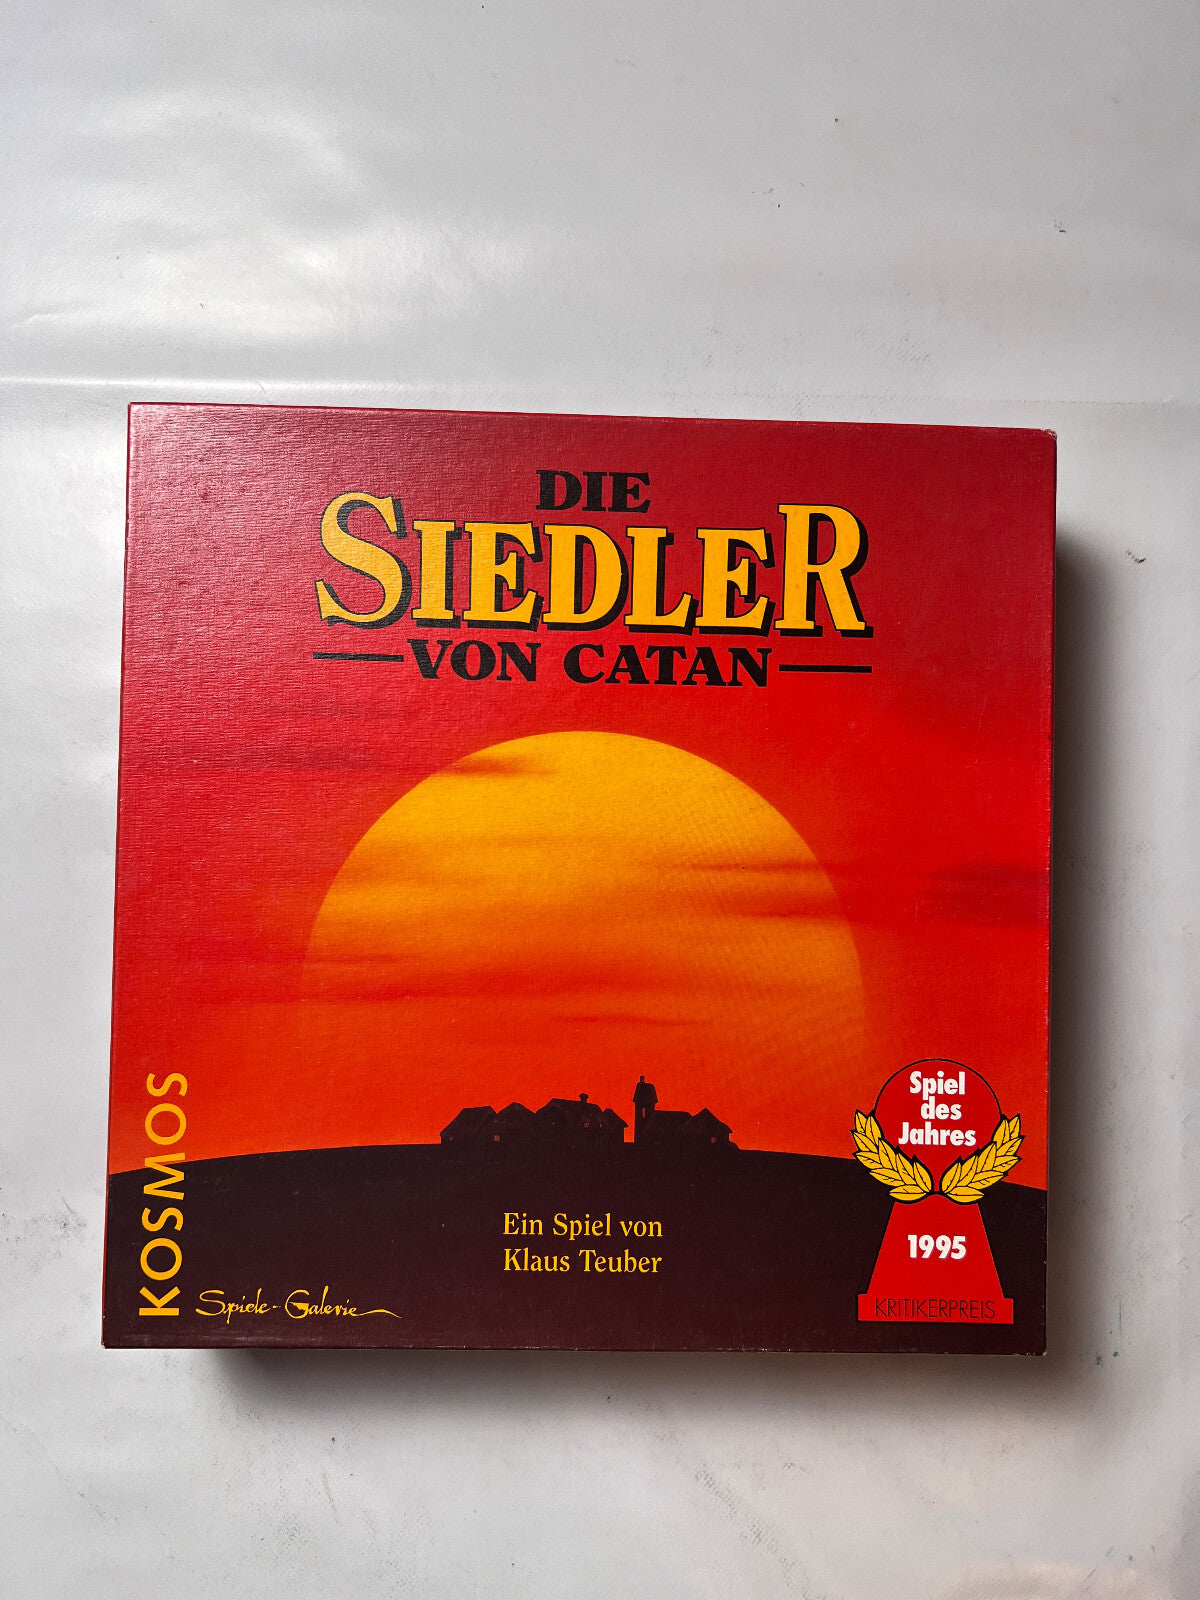 DIE
SIEDLER
VON CATAN
Spiel
des
Jahres
1995
KRITIKERPREIS
Ein Spiel von
Klaus Teuber
KOSMOS
Spiele-Galerie